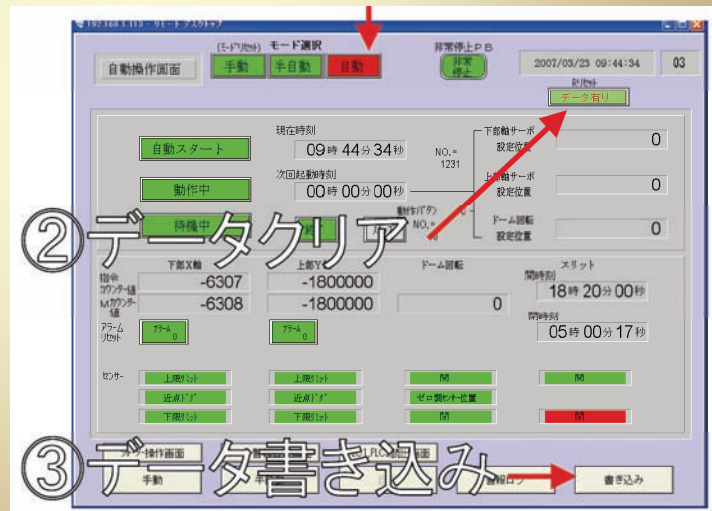 192.168.1.113 - リモート デスクトップ
(モードリセット) モード選択 非常停止PB
自動操作画面 手動 半自動 自動 非常停止 2007/03/23 09:44:34 03
データ有り
現在時刻 下部軸サーボ
自動スタート 09時44分34秒 NO.= 設定位置 0
1231
次回起動時刻 上部軸サーボ
動作中 00時00分00秒 設定位置 0
待機中 NO.= ドーム回転
設定位置 0
②データクリア
下部X軸 上部Y ドーム回転 スリット
指令カウンター値 -6307 -1800000 開時刻
18時20分00秒
Mカウンター値 -6308 -1800000 0
閉時刻
アラームリセット アラーム 0 アラーム 0 05時00分17秒
センサー 上限リミット 上限リミット 開 開
近点ドグ 近点ドグ ゼロ関センサー位置
下限リミット 下限リミット 閉 閉
操作画面 画面
③データ書き込み
手動 書き込み